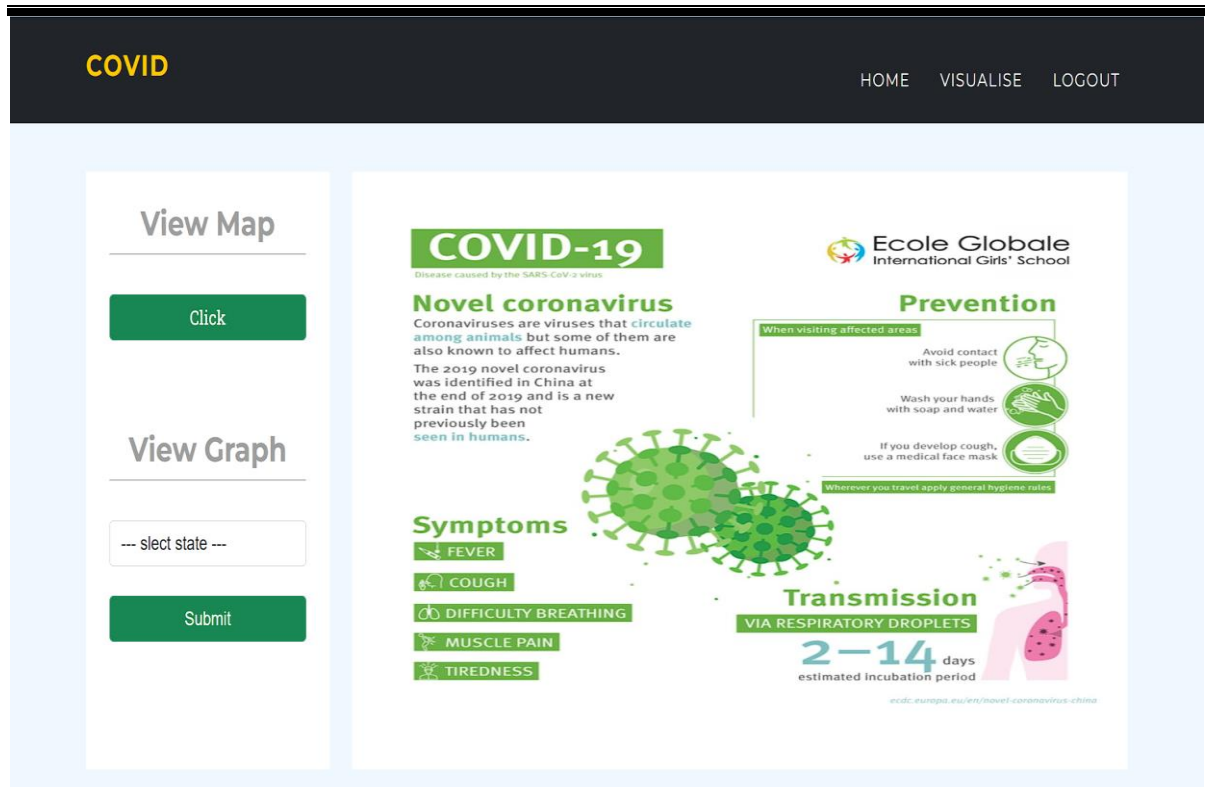 COVID
HOME VISUALISE LOGOUT
View Map
Click
View Graph
--- slect state ---
Submit
COVID-19
Disease caused by the SARS-CoV-2 virus
Ecole Globale
International Girls' School
Novel coronavirus
Coronaviruses are viruses that circulate
among animals but some of them are
also known to affect humans.
The 2019 novel coronavirus
was identified in China at
the end of 2019 and is a new
strain that has not
previously been
seen in humans.
Prevention
When visiting affected areas
Avoid contact
with sick people
Wash your hands
with soap and water
If you develop cough,
use a medical face mask
Wherever you travel apply general hygiene rules
Symptoms
FEVER
COUGH
DIFFICULTY BREATHING
MUSCLE PAIN
TIREDNESS
Transmission
VIA RESPIRATORY DROPLETS
2–14 days
estimated incubation period
ecdc.europa.eu/en/novel-coronavirus-china